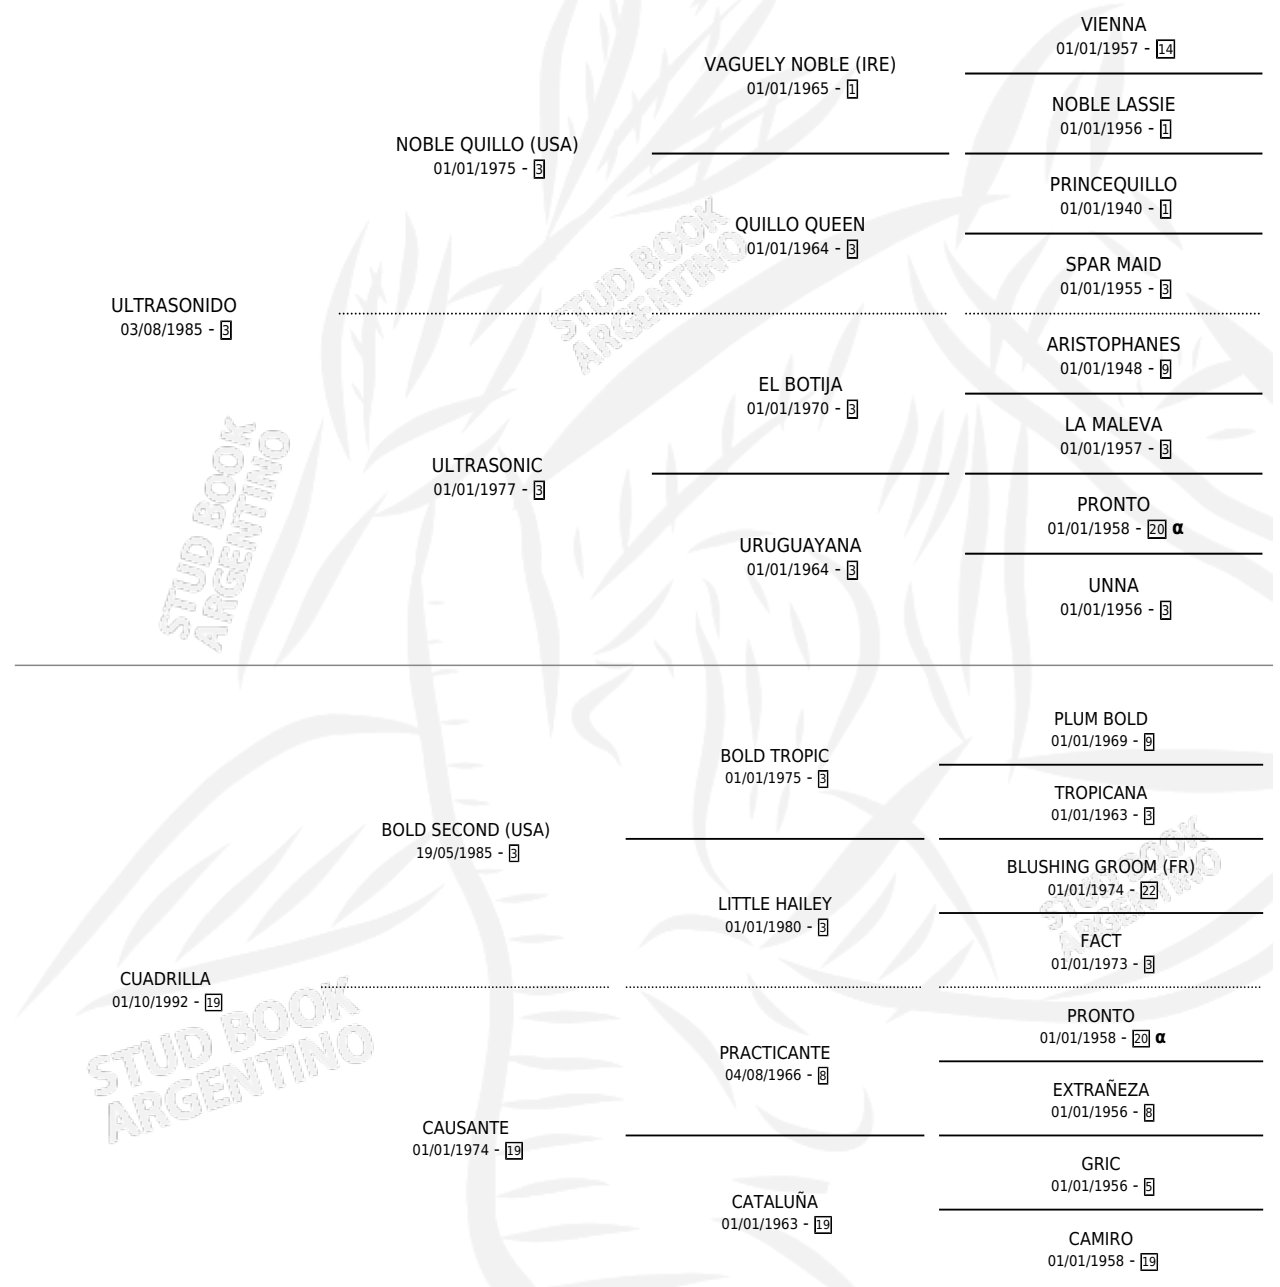 VIENNA
01/01/1957 - 14
VAGUELY NOBLE (IRE)
01/01/1965 - 1
NOBLE LASSIE
01/01/1956 - 1
NOBLE QUILLO (USA)
01/01/1975 - 3
PRINCEQUILLO
01/01/1940 - 1
QUILLO QUEEN
01/01/1964 - 3
SPAR MAID
01/01/1955 - 3
STUD BOOK
ARGENTINO
ULTRASONIDO
03/08/1985 - 3
ARISTOPHANES
01/01/1948 - 9
EL BOTIJA
01/01/1970 - 3
LA MALEVA
01/01/1957 - 3
ULTRASONIC
01/01/1977 - 3
PRONTO
01/01/1958 - 20 α
URUGUAYANA
01/01/1964 - 3
UNNA
01/01/1956 - 3
STUD BOOK
ARGENTINO
PLUM BOLD
01/01/1969 - 9
BOLD TROPIC
01/01/1975 - 3
TROPICANA
01/01/1963 - 3
BOLD SECOND (USA)
19/05/1985 - 3
BLUSHING GROOM (FR)
01/01/1974 - 22
LITTLE HAILEY
01/01/1980 - 3
FACT
01/01/1973 - 3
STUD BOOK
ARGENTINO
CUADRILLA
01/10/1992 - 19
PRONTO
01/01/1958 - 20 α
PRACTICANTE
04/08/1966 - 8
EXTRAÑEZA
01/01/1956 - 8
STUD BOOK
ARGENTINO
CAUSANTE
01/01/1974 - 19
GRIC
01/01/1956 - 5
CATALUÑA
01/01/1963 - 19
CAMIRO
01/01/1958 - 19